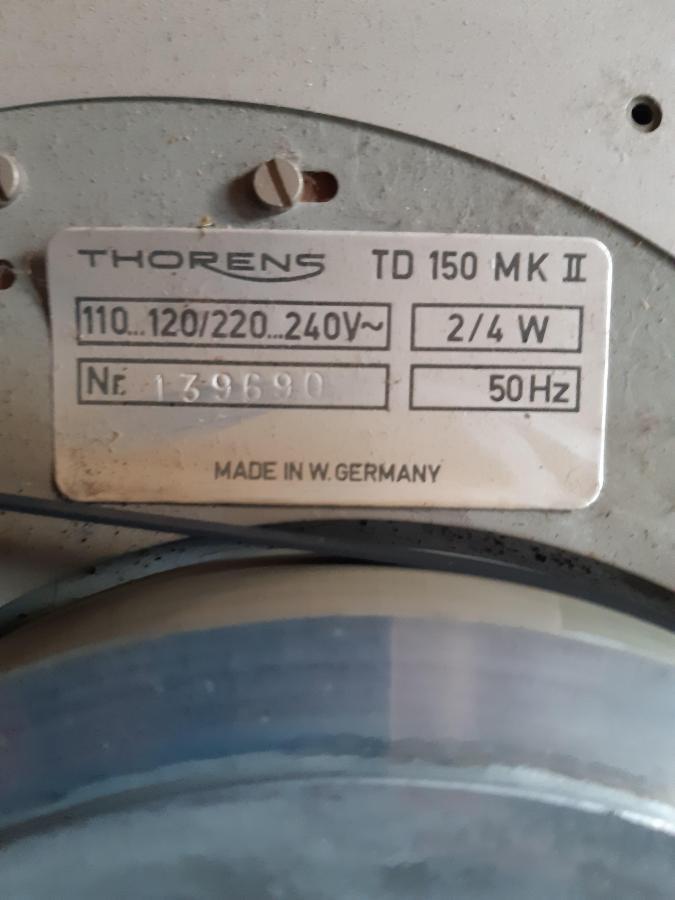 THORENS TD 150 MK II
110...120/220...240V~ 2/4 W
Nr. 139690 50 Hz
MADE IN W. GERMANY